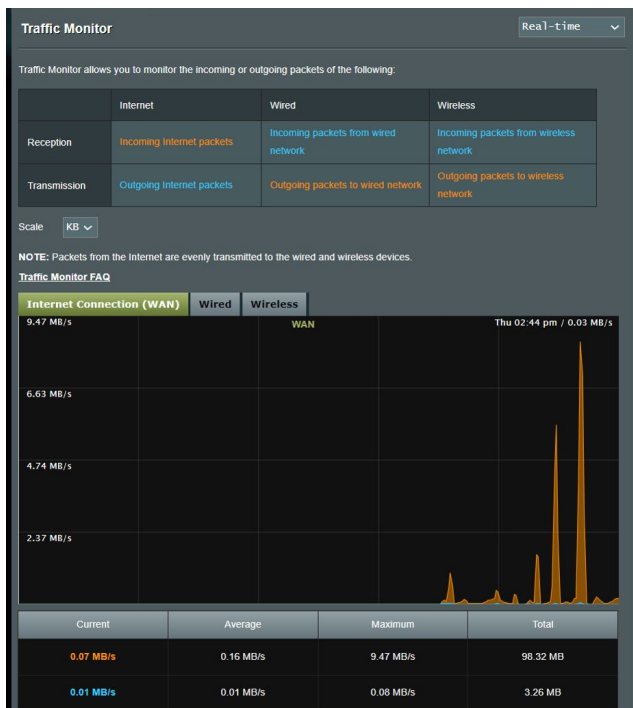 Traffic Monitor
Real-time
Traffic Monitor allows you to monitor the incoming or outgoing packets of the following:
Internet Wired Wireless
Reception Incoming Internet packets Incoming packets from wired network Incoming packets from wireless network
Transmission Outgoing Internet packets Outgoing packets to wired network Outgoing packets to wireless network
Scale KB
NOTE: Packets from the Internet are evenly transmitted to the wired and wireless devices.
Traffic Monitor FAQ
Internet Connection (WAN) Wired Wireless
9.47 MB/s WAN Thu 02:44 pm / 0.03 MB/s
6.63 MB/s
4.74 MB/s
2.37 MB/s
Current Average Maximum Total
0.07 MB/s 0.16 MB/s 9.47 MB/s 98.32 MB
0.01 MB/s 0.01 MB/s 0.08 MB/s 3.26 MB